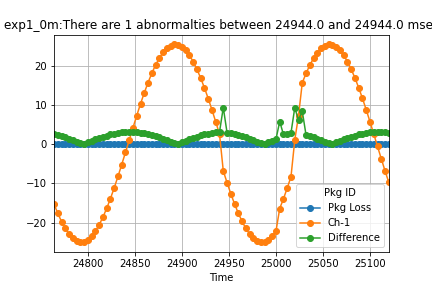 exp1_0m:There are 1 abnormalties between 24944.0 and 24944.0 mse
20
10
0
−10
−20
Pkg ID
Pkg Loss
Ch-1
Difference
24800 24850 24900 24950 25000 25050 25100
Time